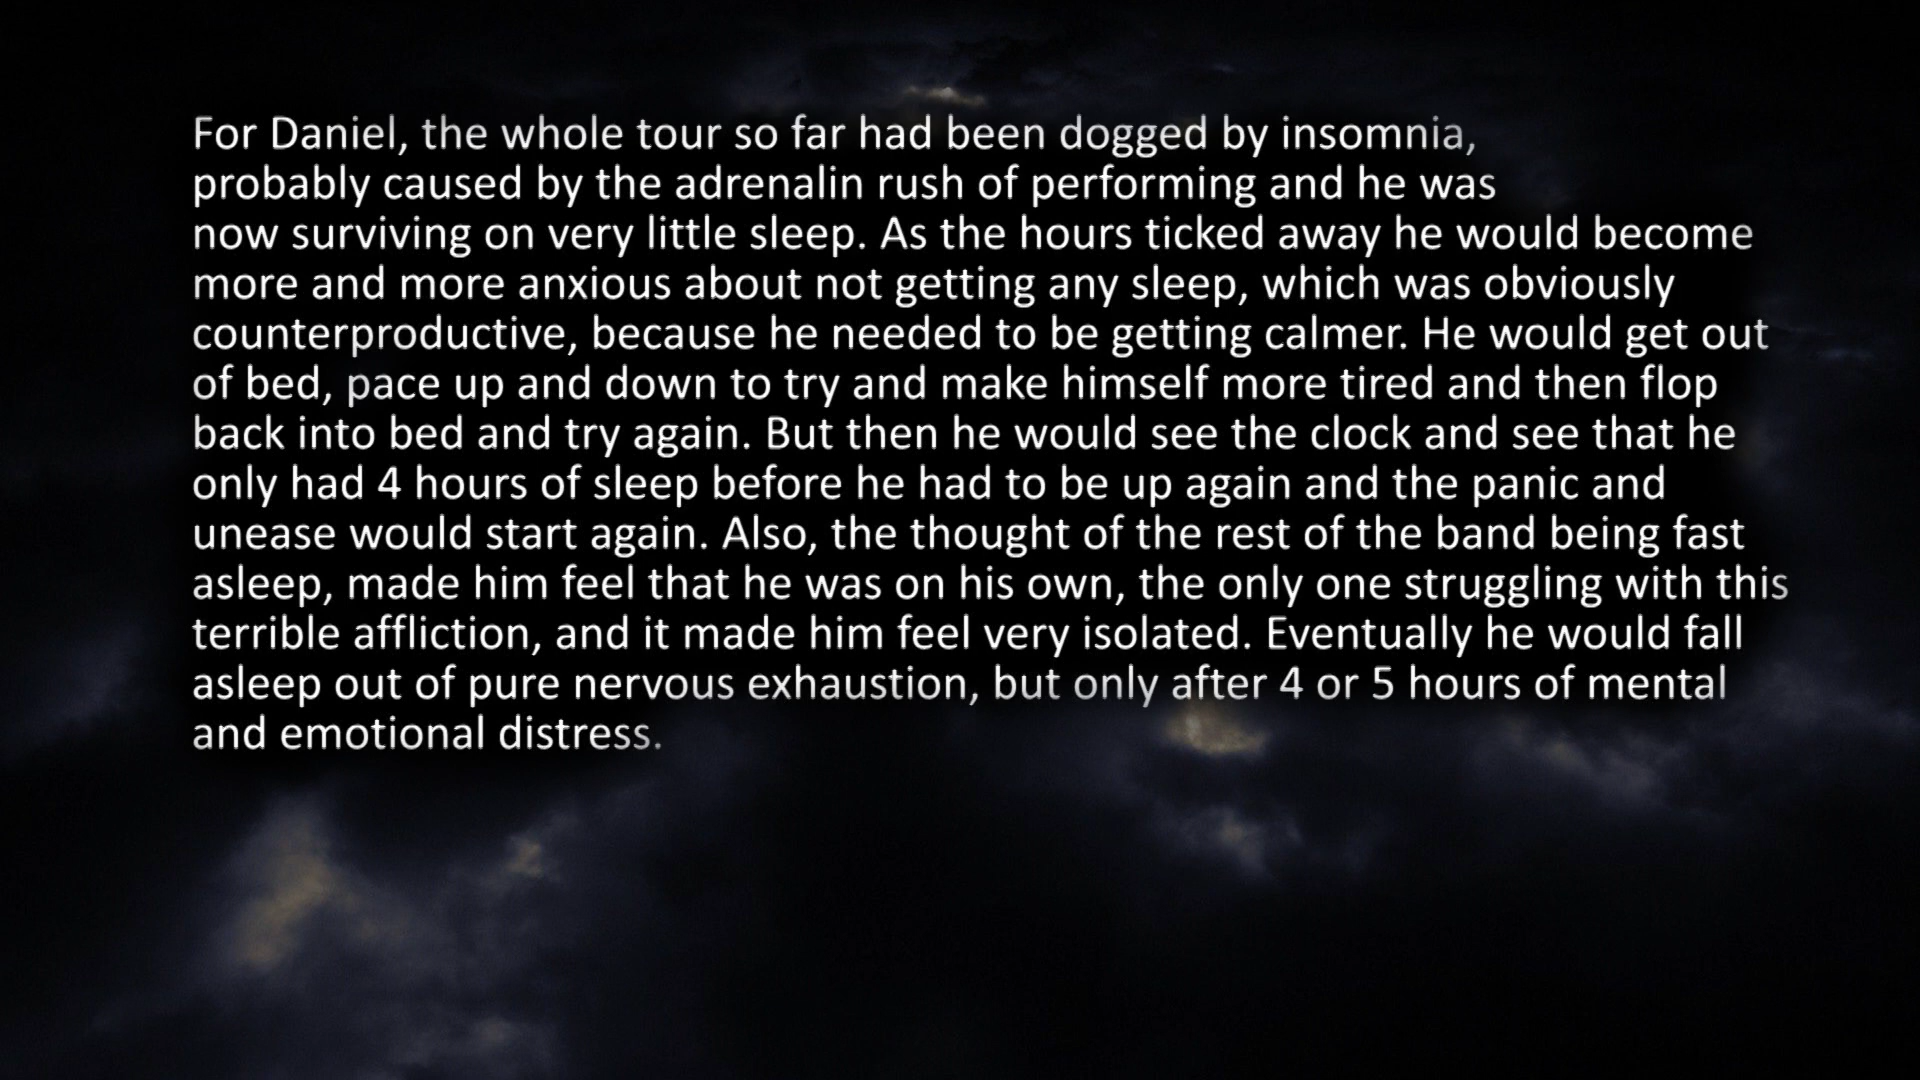 For Daniel, the whole tour so far had been dogged by insomnia,
probably caused by the adrenalin rush of performing and he was
now surviving on very little sleep. As the hours ticked away he would become
more and more anxious about not getting any sleep, which was obviously
counterproductive, because he needed to be getting calmer. He would get out
of bed, pace up and down to try and make himself more tired and then flop
back into bed and try again. But then he would see the clock and see that he
only had 4 hours of sleep before he had to be up again and the panic and
unease would start again. Also, the thought of the rest of the band being fast
asleep, made him feel that he was on his own, the only one struggling with this
terrible affliction, and it made him feel very isolated. Eventually he would fall
asleep out of pure nervous exhaustion, but only after 4 or 5 hours of mental
and emotional distress.